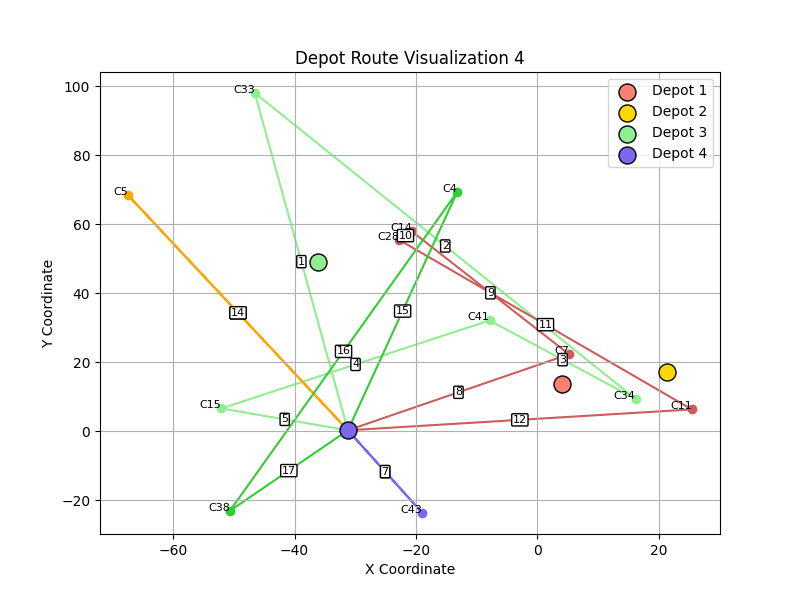 Depot Route Visualization 4
Depot 1
Depot 2
Depot 3
Depot 4
Y Coordinate
100
80
60
40
20
0
−20
C33
C5
C4
C14
C28
10
2
1
9
14
15
C41
11
16
4
C7
3
8
C34
C15
C11
5
12
17
7
C38
C43
−60
−40
−20
0
20
X Coordinate